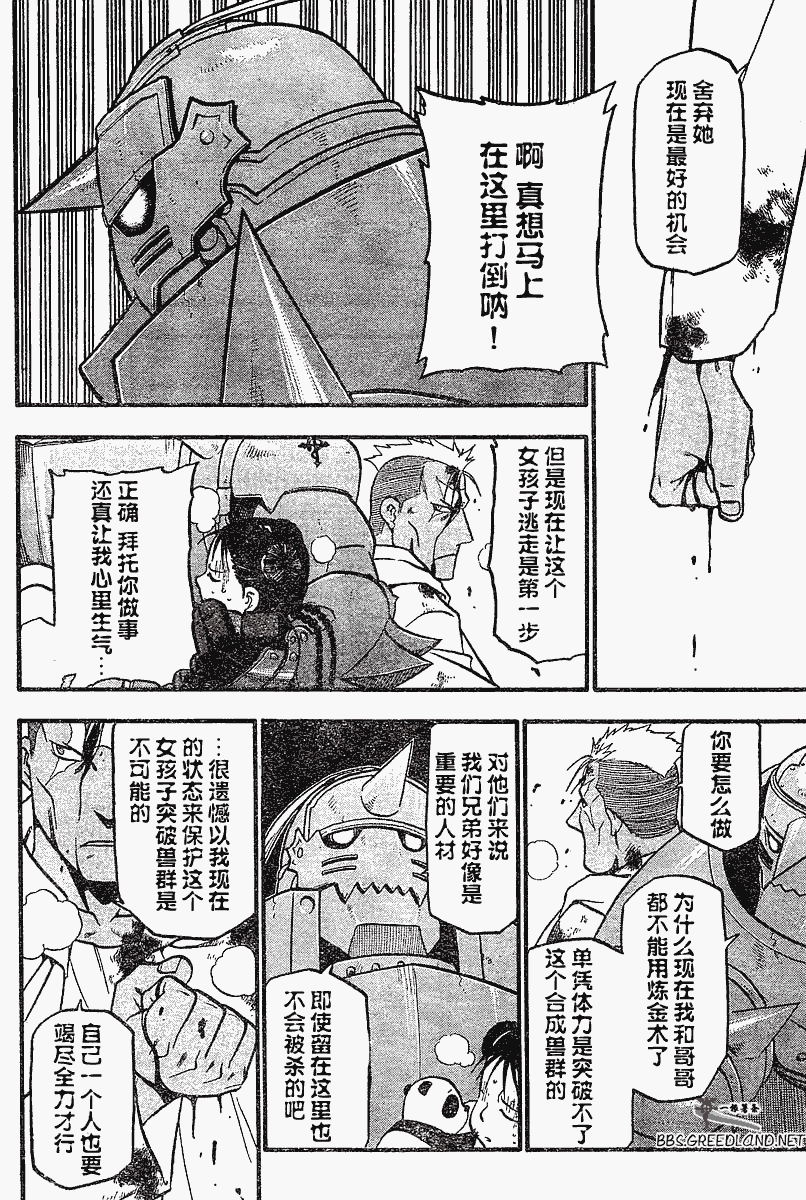 舍弃她
现在是最好的机会
啊 真想马上
在这里打倒呐！
但是现在让这个
女孩子逃走是第一步
正确 拜托你做事
还真让我心里生气…
你要怎么做
为什么现在我和哥哥
都不能用炼金术了
单凭体力是突破不了
这个合成兽群的
对他们来说
我们兄弟好像是
重要的人材
即使留在这里也
不会被杀的吧
…很遗憾以我现在
的状态来保护这个
女孩子突破兽群是
不可能的
自己一个人也要
竭尽全力才行
BBS.GREEDLAND.NET